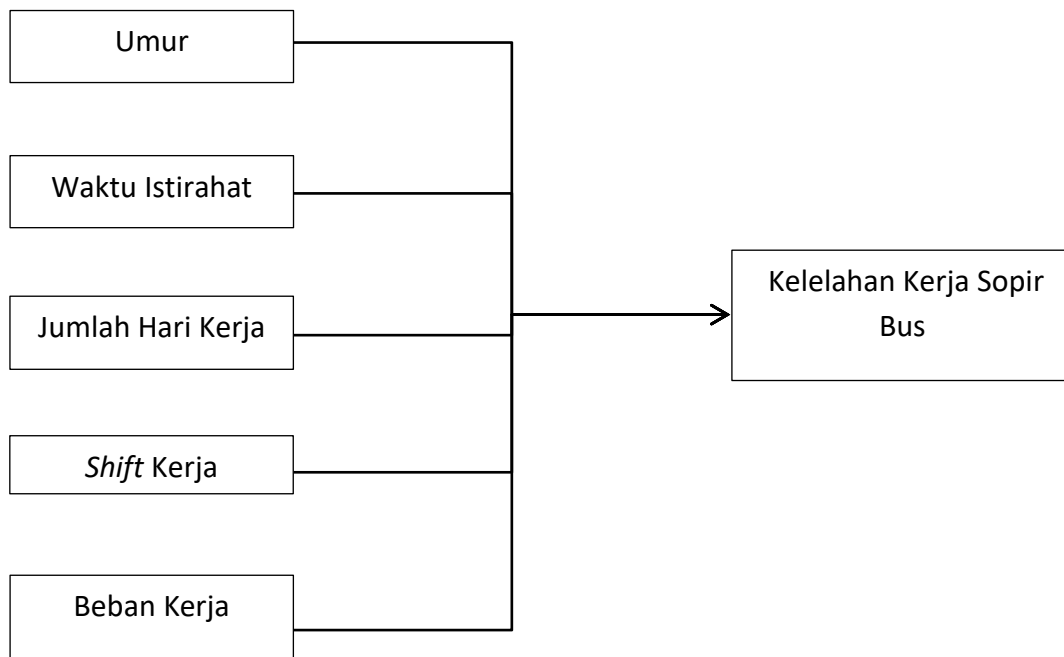 Umur
Waktu Istirahat
Jumlah Hari Kerja
Shift Kerja
Beban Kerja
Kelelahan Kerja Sopir
Bus